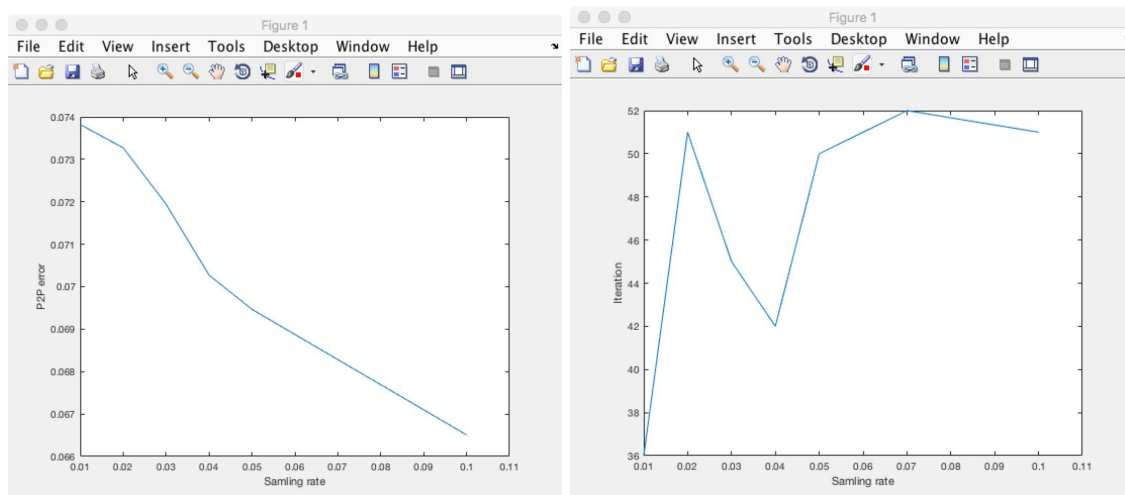 Figure 1
File Edit View Insert Tools Desktop Window Help
0.074
0.073
0.072
0.071
0.07
0.069
0.068
0.067
0.066
P2P error
0.01 0.02 0.03 0.04 0.05 0.06 0.07 0.08 0.09 0.1 0.11
Samling rate
Figure 1
File Edit View Insert Tools Desktop Window Help
52
50
48
46
44
42
40
38
36
Iteration
0.01 0.02 0.03 0.04 0.05 0.06 0.07 0.08 0.09 0.1 0.11
Samling rate